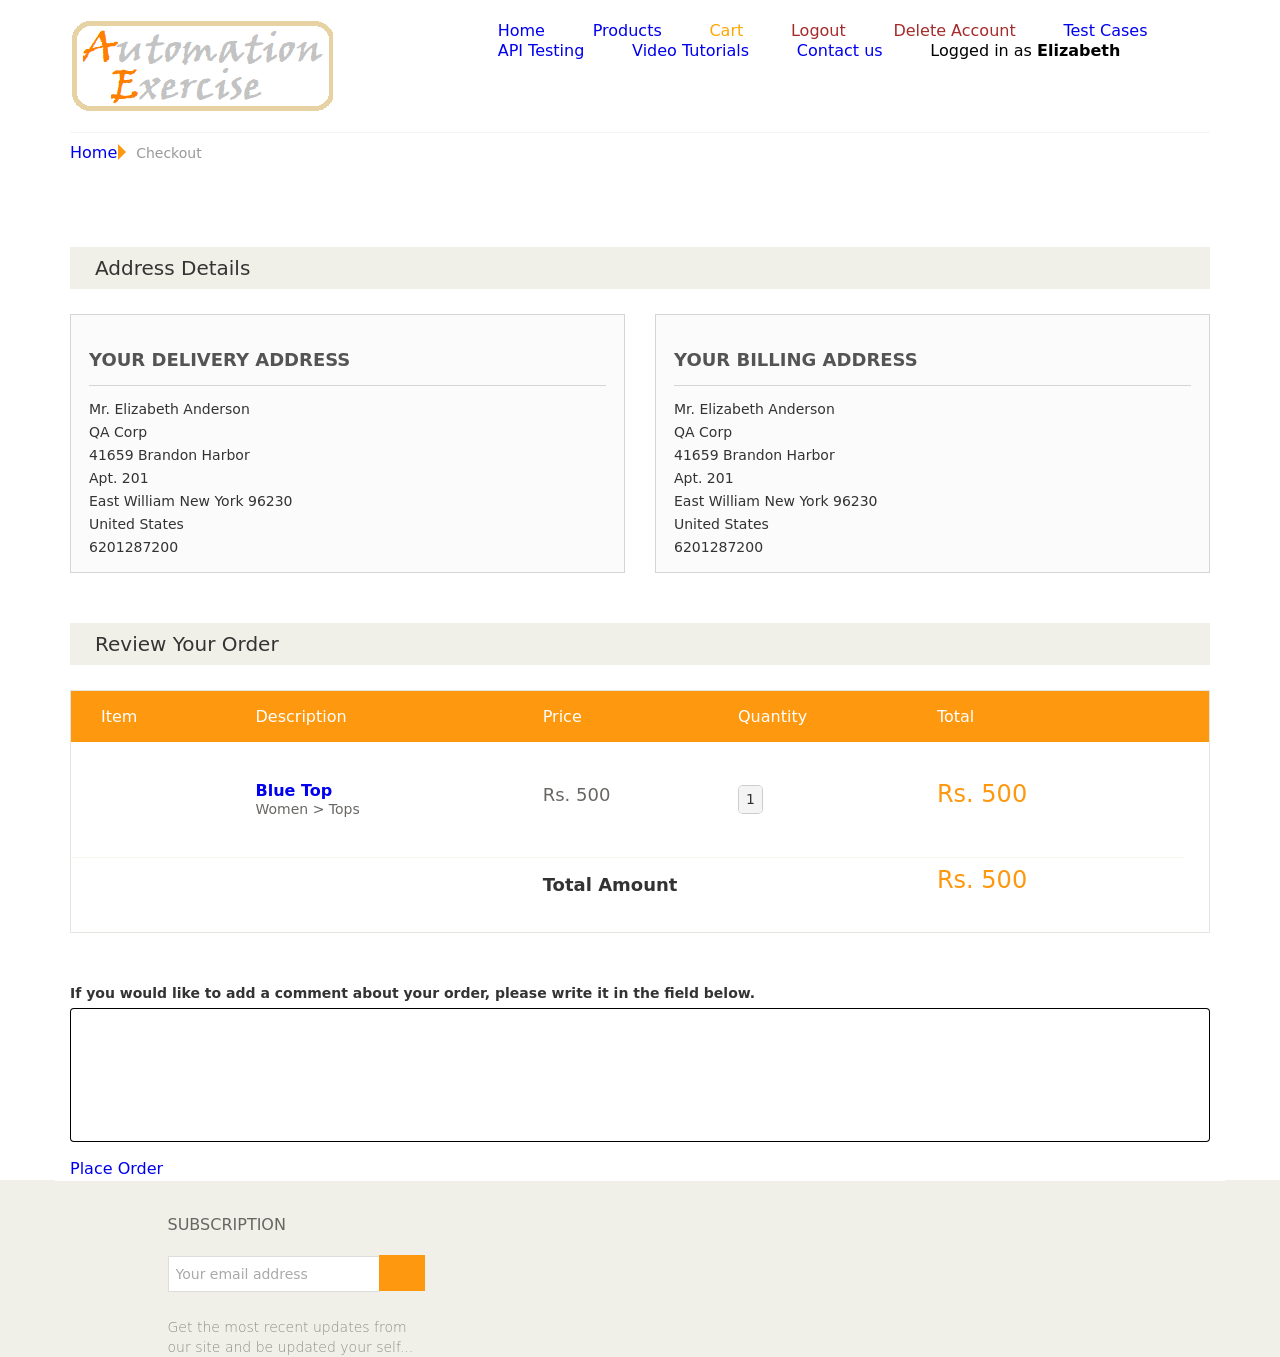 Automation
Exercise
Home Products Cart Logout Delete Account Test Cases
API Testing Video Tutorials Contact us Logged in as Elizabeth
Home Checkout
Address Details
YOUR DELIVERY ADDRESS
Mr. Elizabeth Anderson
QA Corp
41659 Brandon Harbor
Apt. 201
East William New York 96230
United States
6201287200
YOUR BILLING ADDRESS
Mr. Elizabeth Anderson
QA Corp
41659 Brandon Harbor
Apt. 201
East William New York 96230
United States
6201287200
Review Your Order
Item Description Price Quantity Total
Blue Top
Women > Tops
Rs. 500 1 Rs. 500
Total Amount Rs. 500
If you would like to add a comment about your order, please write it in the field below.
Place Order
SUBSCRIPTION
Your email address
Get the most recent updates from
our site and be updated your self...